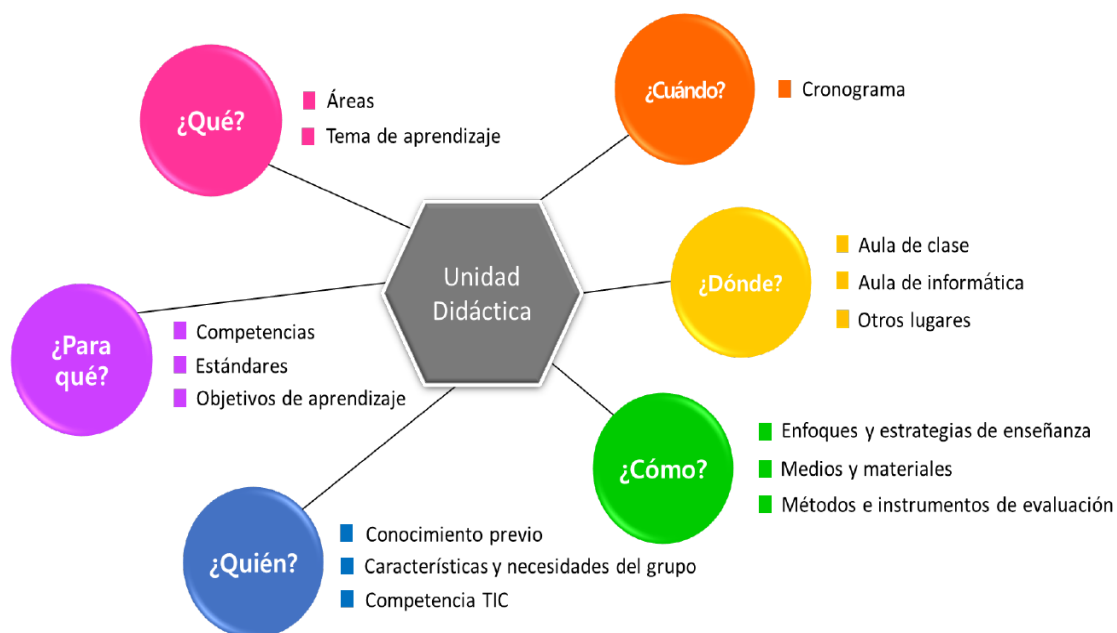 ¿Qué?
Áreas
Tema de aprendizaje
¿Cuándo?
Cronograma
Unidad
Didáctica
¿Dónde?
Aula de clase
Aula de informática
Otros lugares
¿Para
qué?
Competencias
Estándares
Objetivos de aprendizaje
¿Cómo?
Enfoques y estrategias de enseñanza
Medios y materiales
Métodos e instrumentos de evaluación
¿Quién?
Conocimiento previo
Características y necesidades del grupo
Competencia TIC